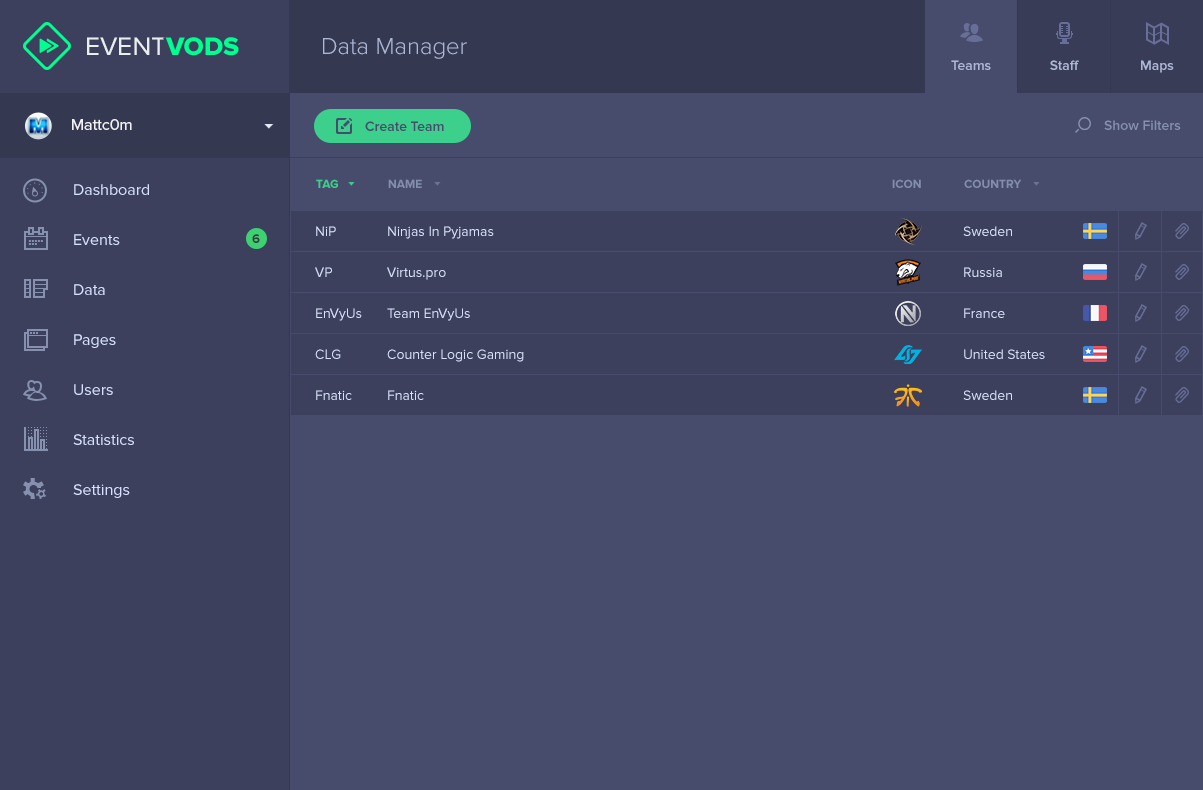 EVENTVODS
Data Manager
Teams
Staff
Maps
Mattc0m
Create Team
Show Filters
Dashboard
Events 6
Data
Pages
Users
Statistics
Settings
TAG NAME ICON COUNTRY
NiP Ninjas In Pyjamas Sweden
VP Virtus.pro Russia
EnVyUs Team EnVyUs France
CLG Counter Logic Gaming United States
Fnatic Fnatic Sweden